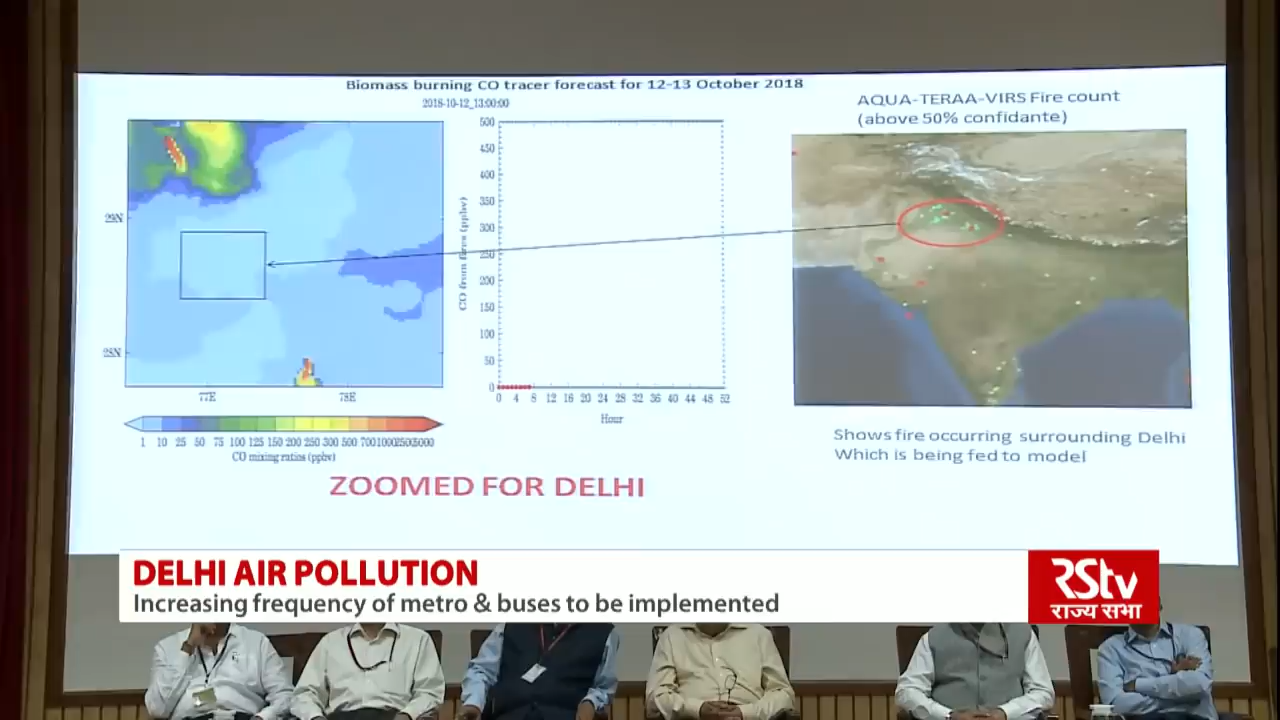 Biomass burning CO tracer forecast for 12-13 October 2018
2018-10-12_13:00:00
AQUA-TERAA-VIRS Fire count
(above 50% confidante)
500
450
400
350
300
250
200
150
100
50
0
CO from fires (ppbv)
0 4 8 12 16 20 24 28 32 36 40 44 48 52
Hour
29N
77E 78E
1 10 25 50 75 100 125 150 200 250 300 500 700 1000 2500 5000
CO mixing ratios (ppbv)
Shows fire occurring surrounding Delhi
Which is being fed to model
ZOOMED FOR DELHI
DELHI AIR POLLUTION
Increasing frequency of metro & buses to be implemented
RStv
राज्य सभा